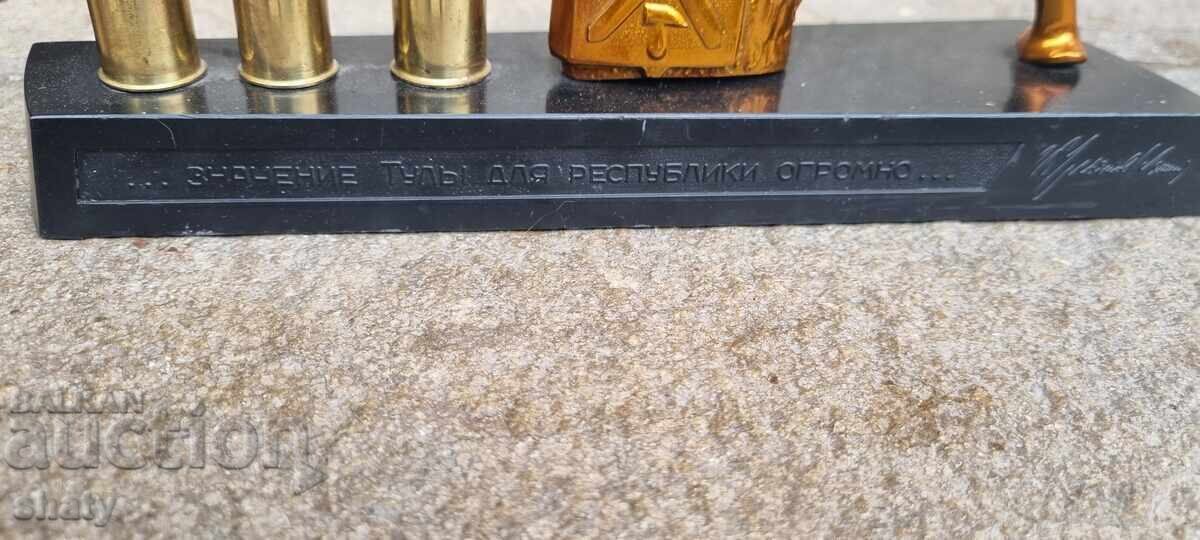 ... ЗНАЧЕНИЕ ТУЛЫ ДЛЯ РЕСПУБЛИКИ ОГРОМНО...
BALKAN
auction
shaty